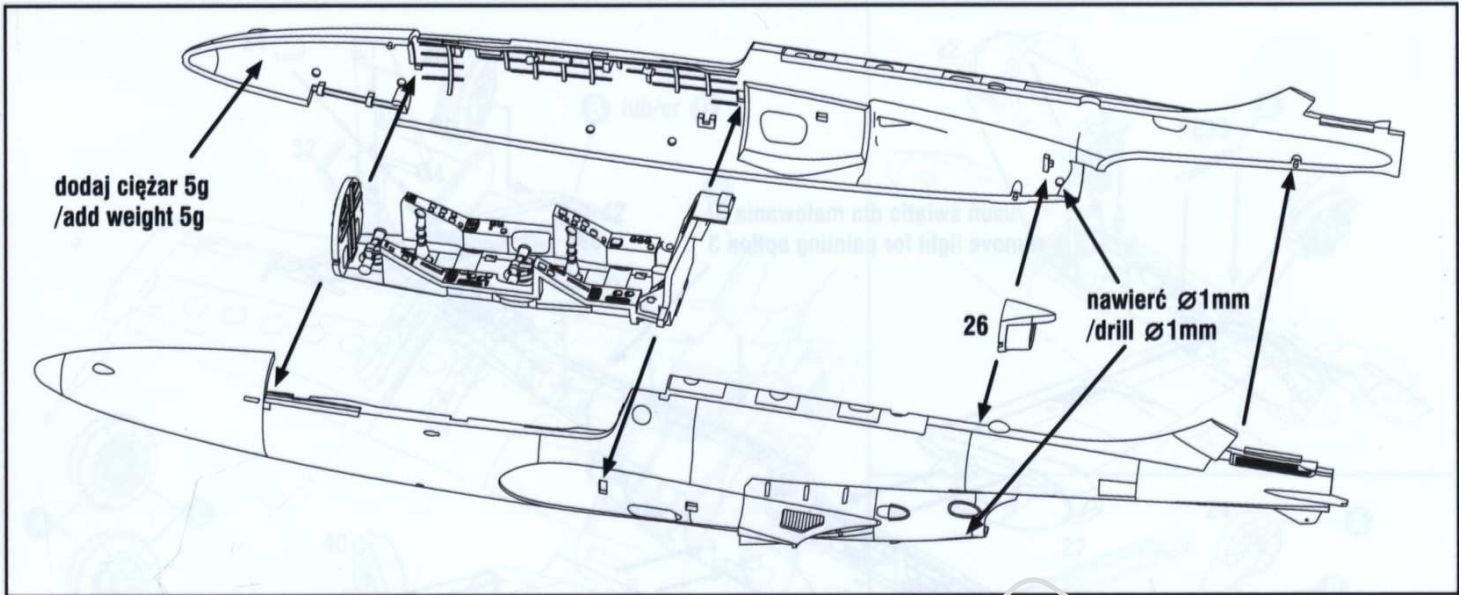 dodaj ciężar 5g
/add weight 5g
26
nawierć Ø1mm
/drill Ø1mm